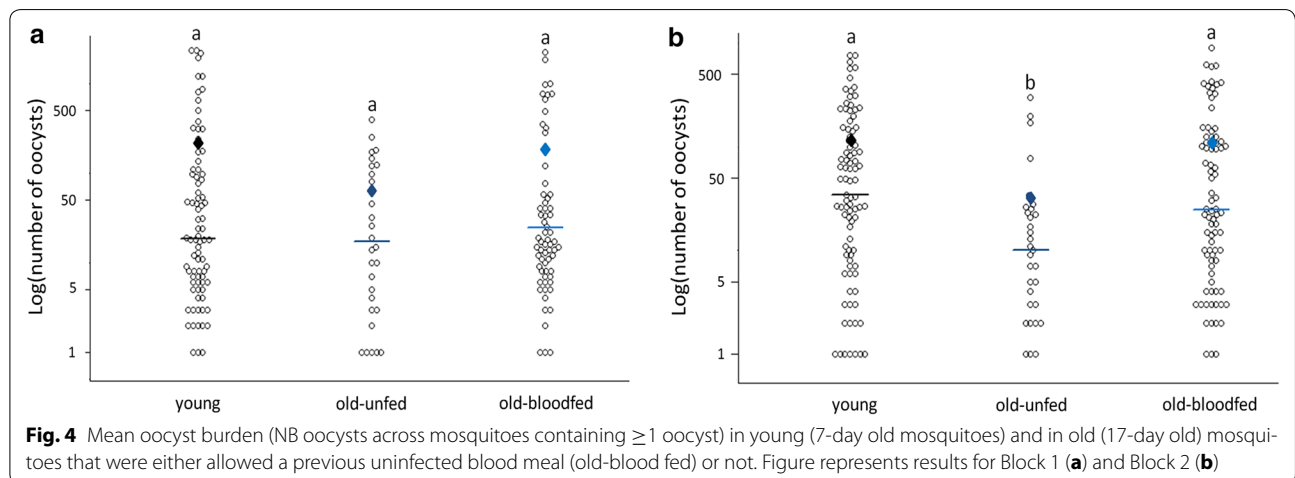 a
b
a
a
a
Log(number of oocysts)
500
50
5
1
young
old-unfed
old-bloodfed
a
b
a
Log(number of oocysts)
500
50
5
1
young
old-unfed
old-bloodfed
Fig. 4 Mean oocyst burden (NB oocysts across mosquitoes containing ≥1 oocyst) in young (7-day old mosquitoes) and in old (17-day old) mosqui-
toes that were either allowed a previous uninfected blood meal (old-blood fed) or not. Figure represents results for Block 1 (a) and Block 2 (b)